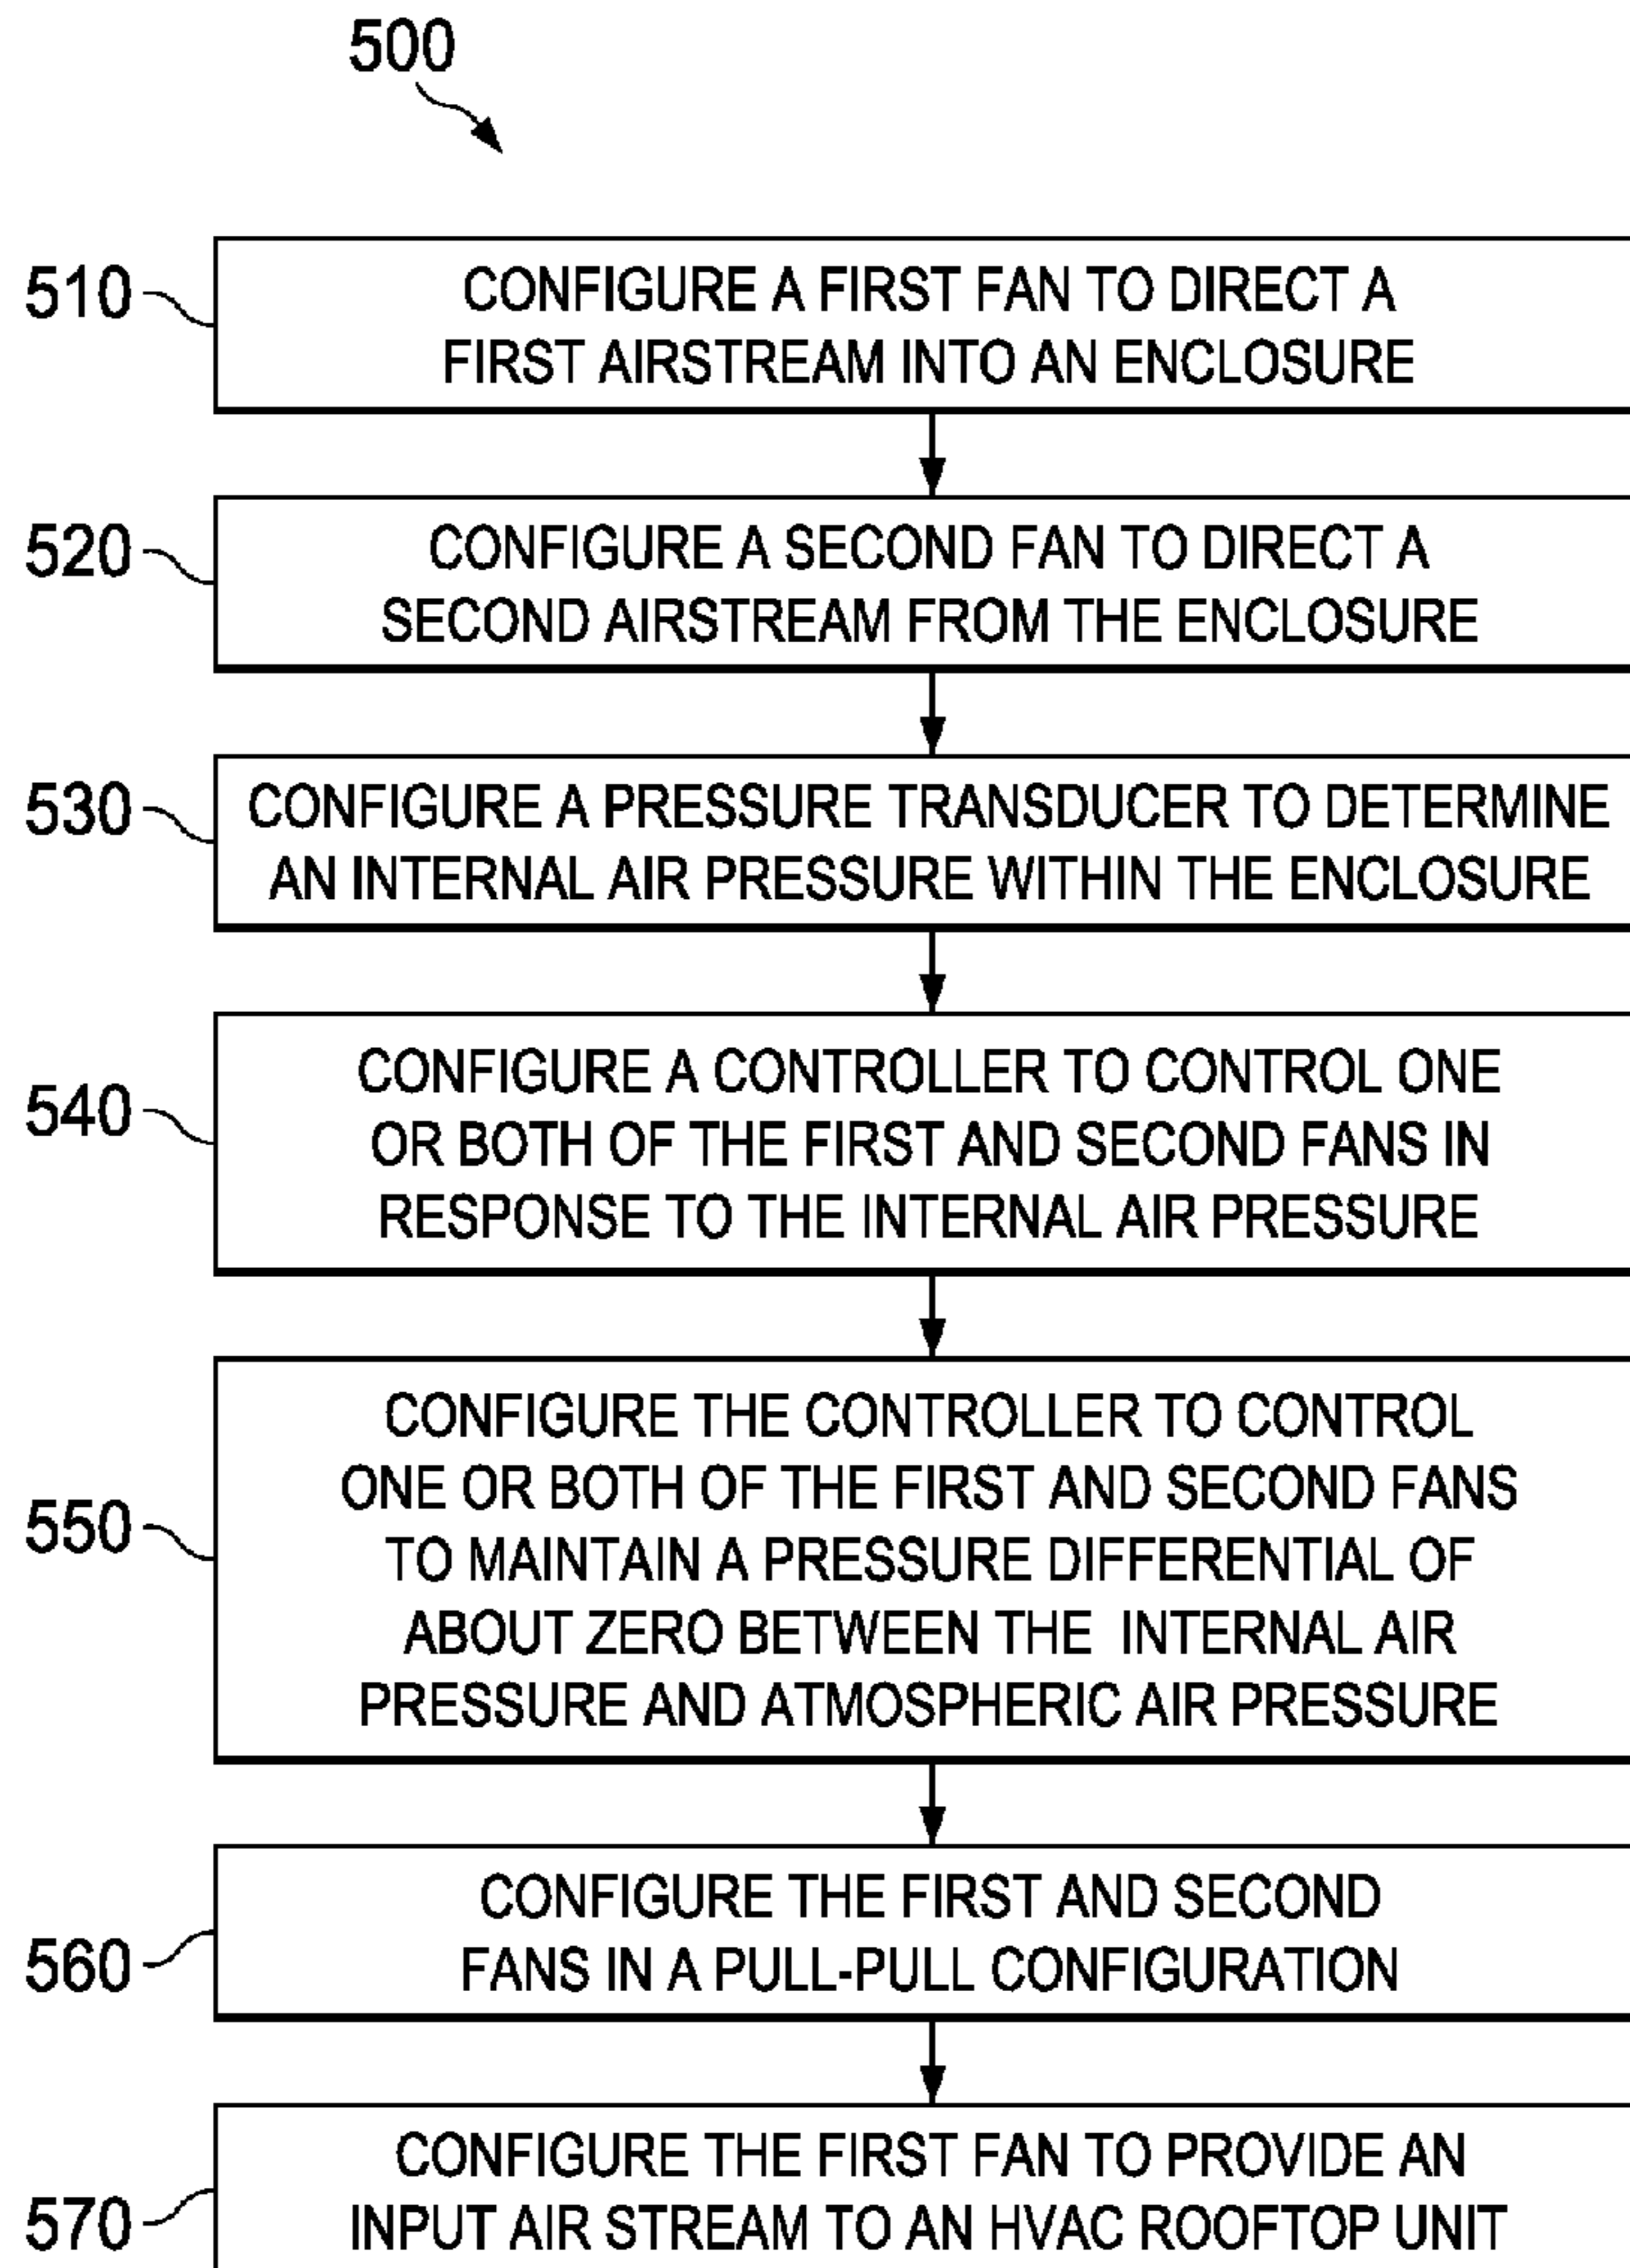 500
510
CONFIGURE A FIRST FAN TO DIRECT A
FIRST AIRSTREAM INTO AN ENCLOSURE
520
CONFIGURE A SECOND FAN TO DIRECT A
SECOND AIRSTREAM FROM THE ENCLOSURE
530
CONFIGURE A PRESSURE TRANSDUCER TO DETERMINE
AN INTERNAL AIR PRESSURE WITHIN THE ENCLOSURE
540
CONFIGURE A CONTROLLER TO CONTROL ONE
OR BOTH OF THE FIRST AND SECOND FANS IN
RESPONSE TO THE INTERNAL AIR PRESSURE
550
CONFIGURE THE CONTROLLER TO CONTROL
ONE OR BOTH OF THE FIRST AND SECOND FANS
TO MAINTAIN A PRESSURE DIFFERENTIAL OF
ABOUT ZERO BETWEEN THE INTERNAL AIR
PRESSURE AND ATMOSPHERIC AIR PRESSURE
560
CONFIGURE THE FIRST AND SECOND
FANS IN A PULL-PULL CONFIGURATION
570
CONFIGURE THE FIRST FAN TO PROVIDE AN
INPUT AIR STREAM TO AN HVAC ROOFTOP UNIT